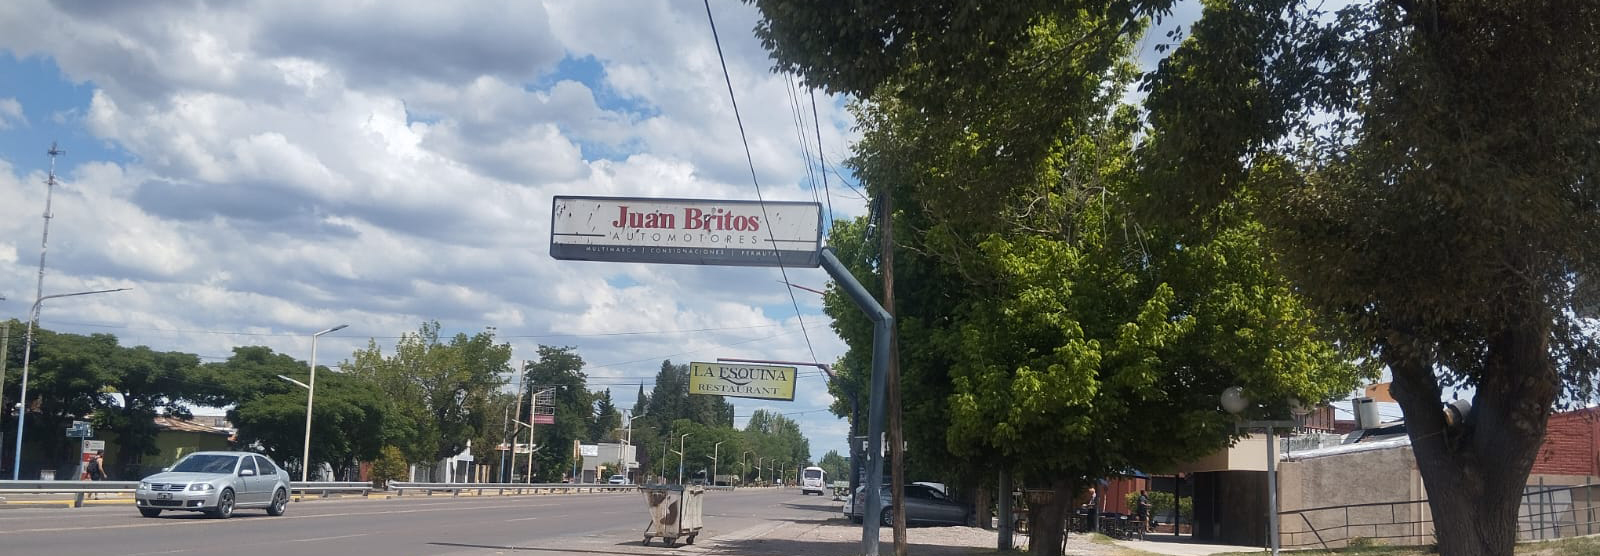 Juan Britos
AUTOMOTORES
MULTIMARCA | CONSIGNACIONES | PERMUTAS
LA ESQUINA
RESTAURANT